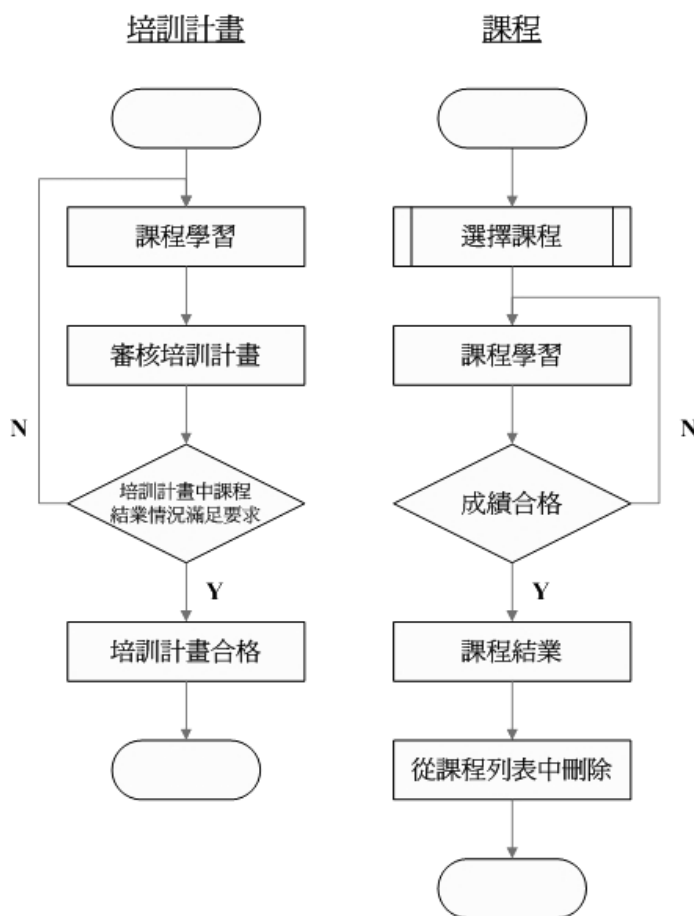 培訓計畫
課程學習
審核培訓計畫
N
培訓計畫中課程
結業情況滿足要求
Y
培訓計畫合格
課程
選擇課程
課程學習
N
成績合格
Y
課程結業
從課程列表中刪除